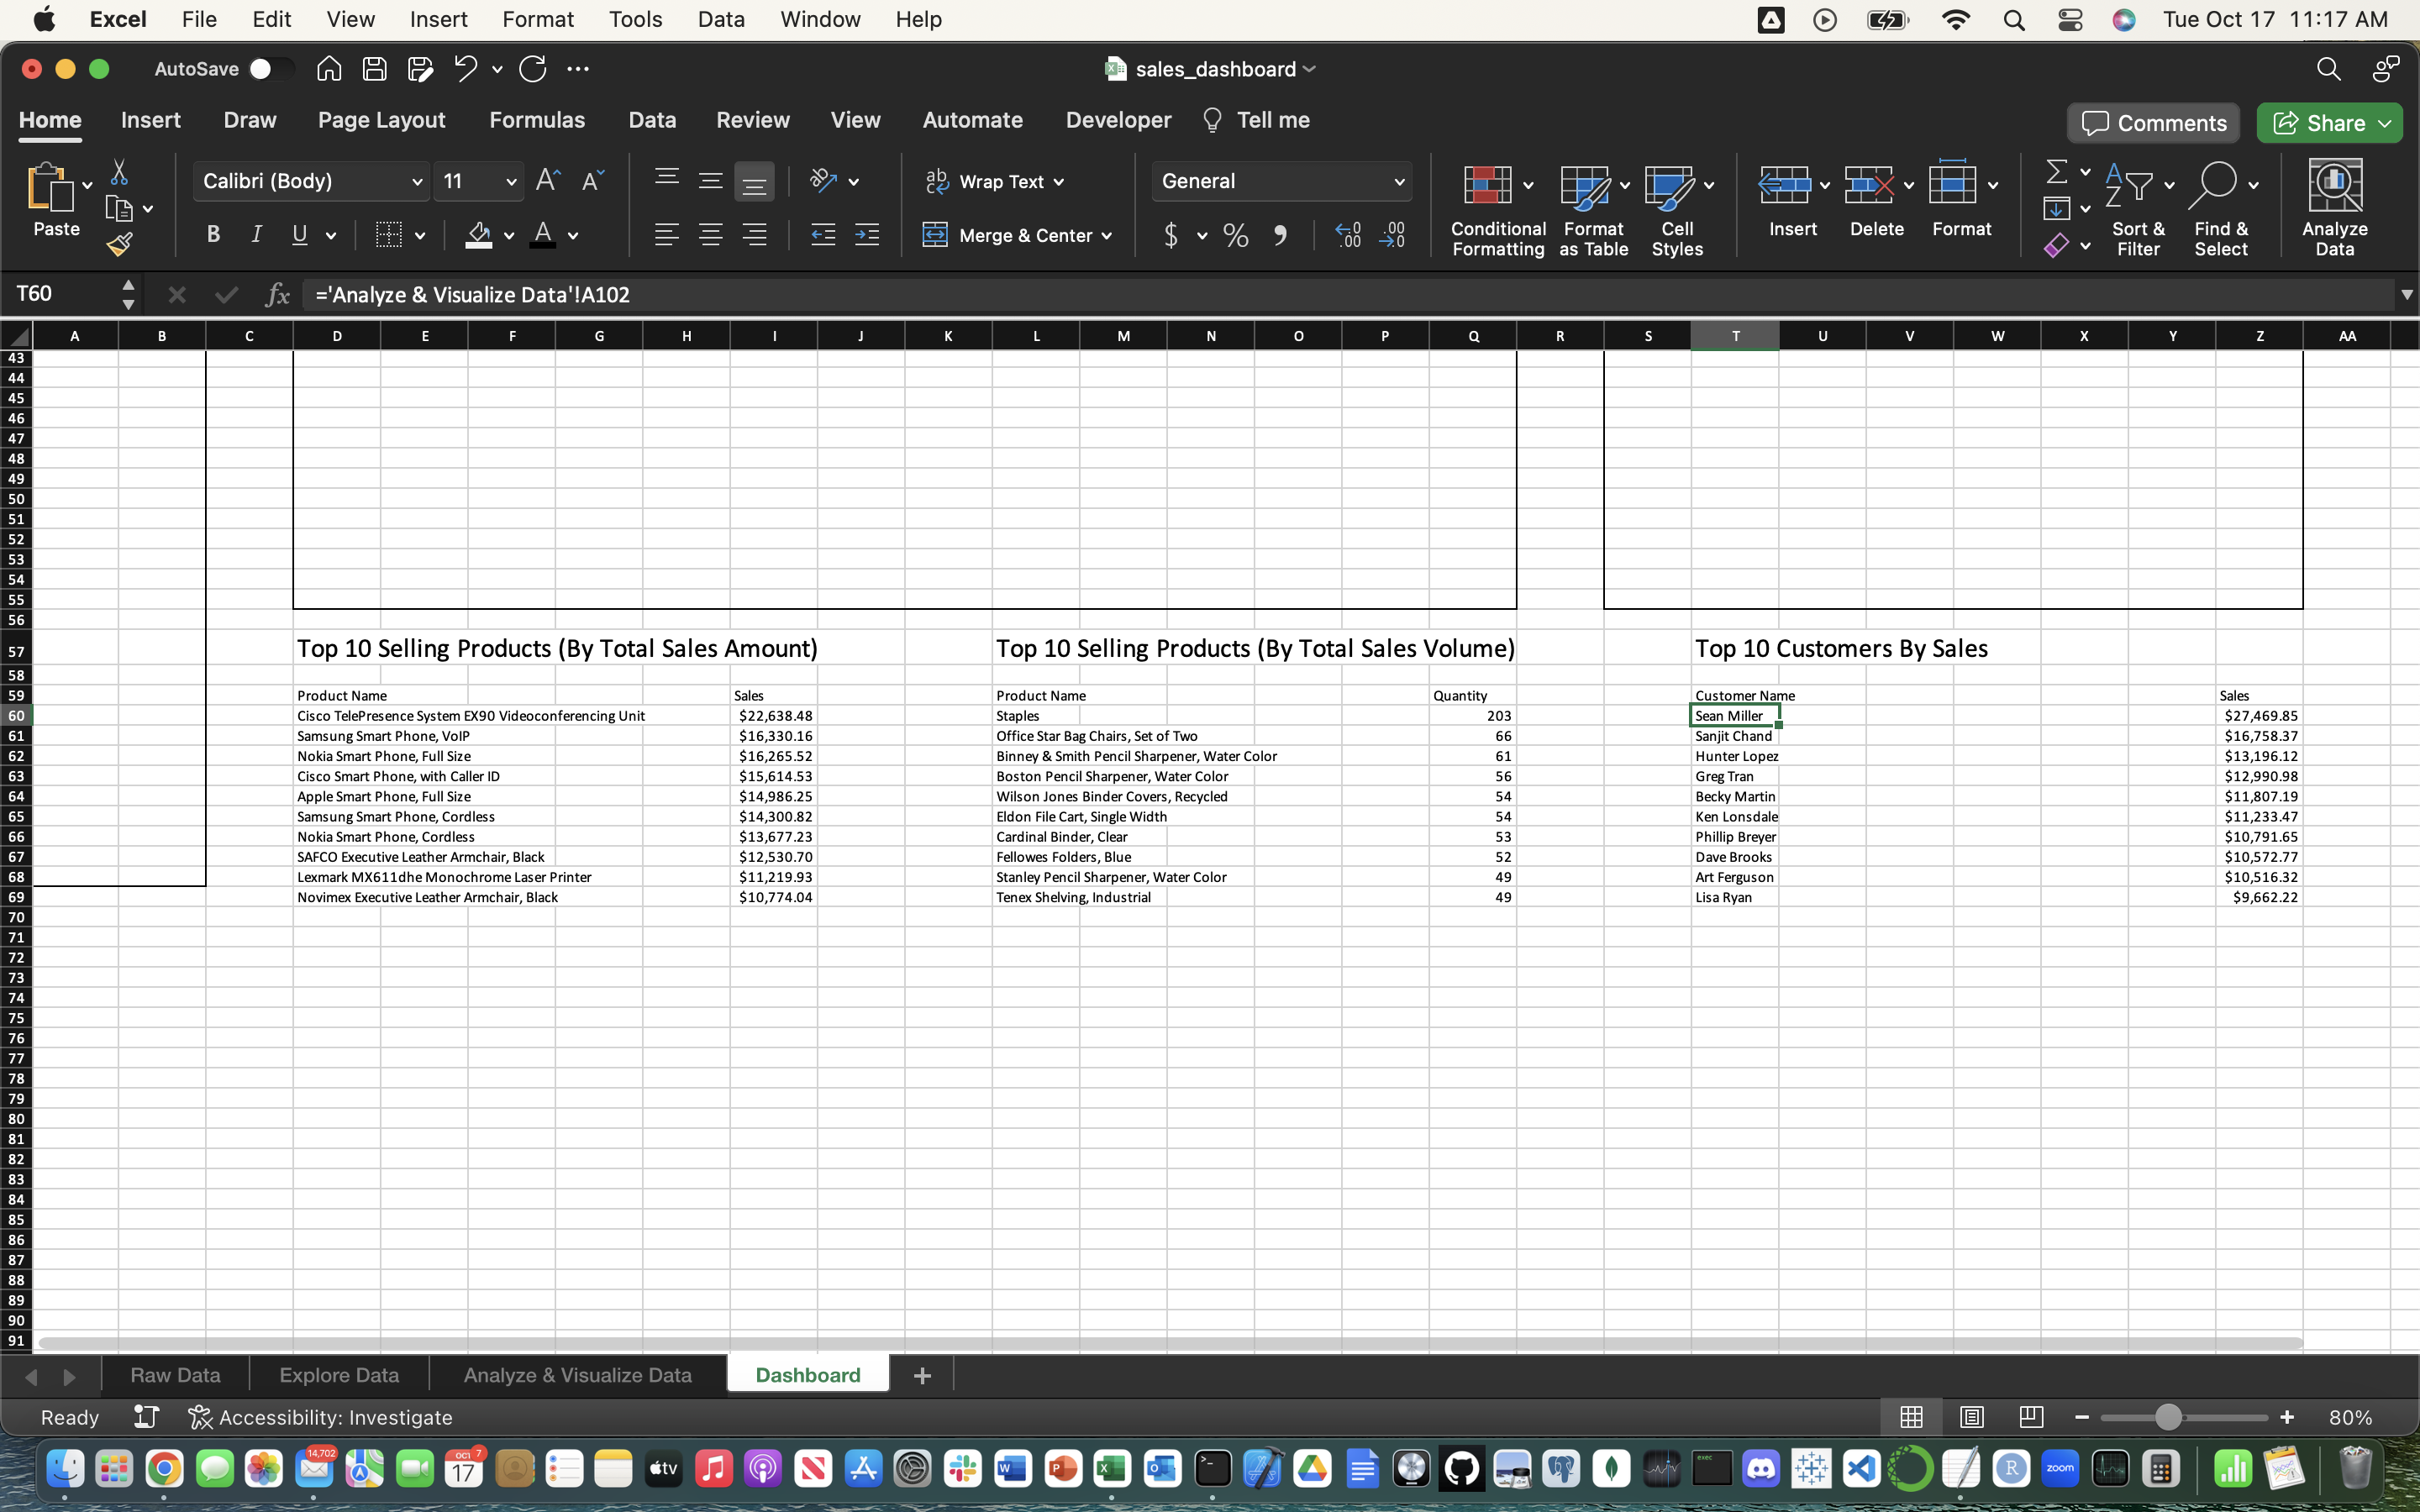 Excel File Edit View Insert Format Tools Data Window Help Tue Oct 17 11:17 AM
AutoSave sales_dashboard
Home Insert Draw Page Layout Formulas Data Review View Automate Developer Tell me Comments Share
Calibri (Body) 11 Wrap Text General
Paste Merge & Center $ % Conditional Formatting Format as Table Cell Styles Insert Delete Format Sort & Filter Find & Select Analyze Data
B I U A
T60 fx ='Analyze & Visualize Data'!A102
A B C D E F G H I J K L M N O P Q R S T U V W X Y Z AA
43
44
45
46
47
48
49
50
51
52
53
54
55
56
57 Top 10 Selling Products (By Total Sales Amount) Top 10 Selling Products (By Total Sales Volume) Top 10 Customers By Sales
58
59 Product Name Sales Product Name Quantity Customer Name Sales
60 Cisco TelePresence System EX90 Videoconferencing Unit $22,638.48 Staples 203 Sean Miller $27,469.85
61 Samsung Smart Phone, VoIP $16,330.16 Office Star Bag Chairs, Set of Two 66 Sanjit Chand $16,758.37
62 Nokia Smart Phone, Full Size $16,265.52 Binney & Smith Pencil Sharpener, Water Color 61 Hunter Lopez $13,196.12
63 Cisco Smart Phone, with Caller ID $15,614.53 Boston Pencil Sharpener, Water Color 56 Greg Tran $12,990.98
64 Apple Smart Phone, Full Size $14,986.25 Wilson Jones Binder Covers, Recycled 54 Becky Martin $11,807.19
65 Samsung Smart Phone, Cordless $14,300.82 Eldon File Cart, Single Width 54 Ken Lonsdale $11,233.47
66 Nokia Smart Phone, Cordless $13,677.23 Cardinal Binder, Clear 53 Phillip Breyer $10,791.65
67 SAFCO Executive Leather Armchair, Black $12,530.70 Fellowes Folders, Blue 52 Dave Brooks $10,572.77
68 Lexmark MX611dhe Monochrome Laser Printer $11,219.93 Stanley Pencil Sharpener, Water Color 49 Art Ferguson $10,516.32
69 Novimex Executive Leather Armchair, Black $10,774.04 Tenex Shelving, Industrial 49 Lisa Ryan $9,662.22
70
71
72
73
74
75
76
77
78
79
80
81
82
83
84
85
86
87
88
89
90
91
Raw Data Explore Data Analyze & Visualize Data Dashboard +
Ready Accessibility: Investigate 80%
14,702 OCT 7 17 tv exec R zoom